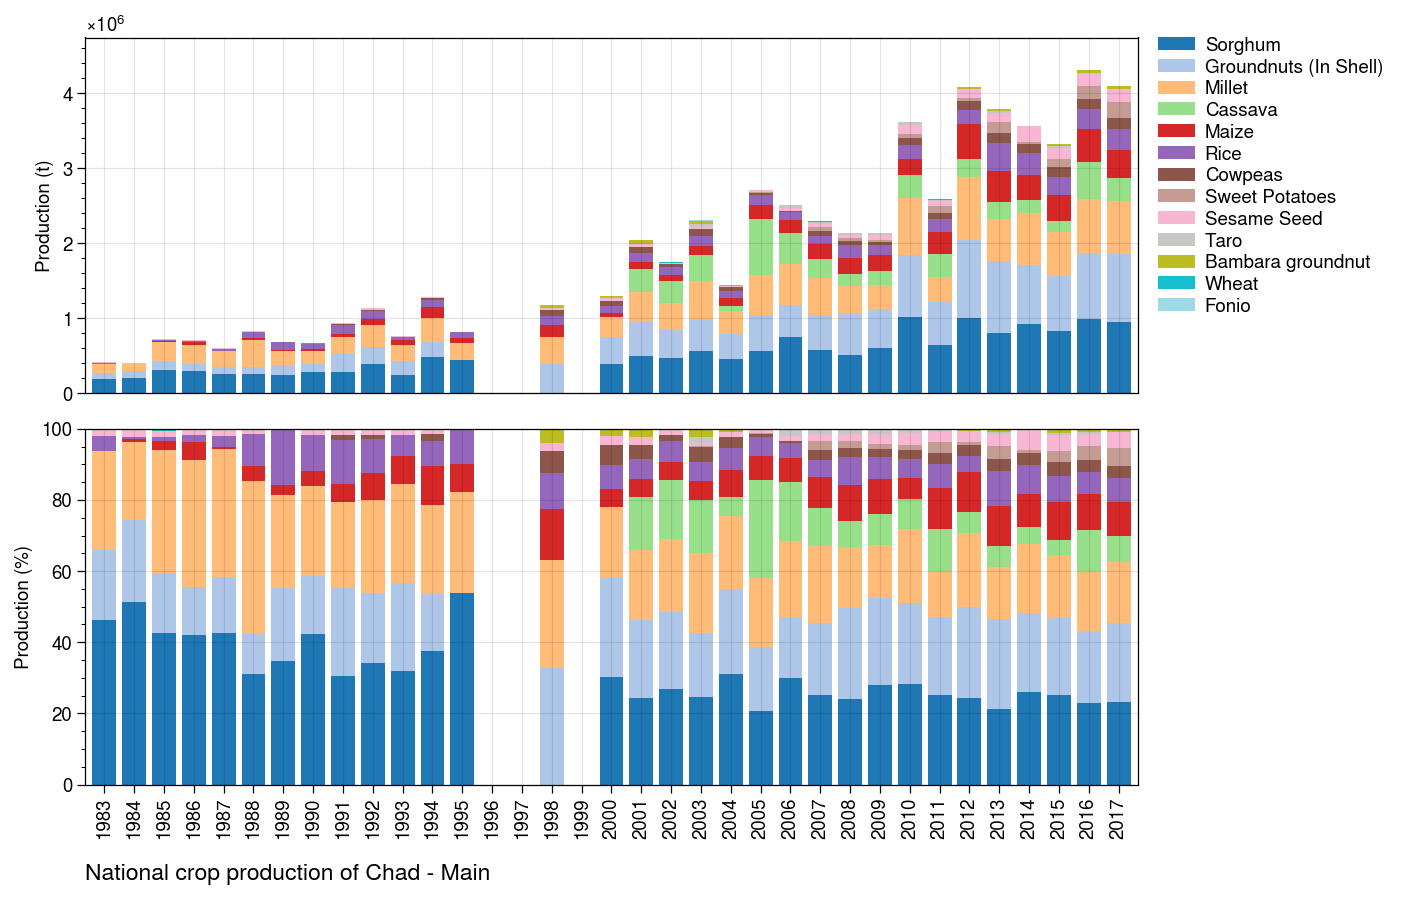 ×10⁶
Production (t)
4
3
2
1
0
Sorghum
Groundnuts (In Shell)
Millet
Cassava
Maize
Rice
Cowpeas
Sweet Potatoes
Sesame Seed
Taro
Bambara groundnut
Wheat
Fonio
Production (%)
100
80
60
40
20
0
1983
1984
1985
1986
1987
1988
1989
1990
1991
1992
1993
1994
1995
1996
1997
1998
1999
2000
2001
2002
2003
2004
2005
2006
2007
2008
2009
2010
2011
2012
2013
2014
2015
2016
2017
National crop production of Chad - Main